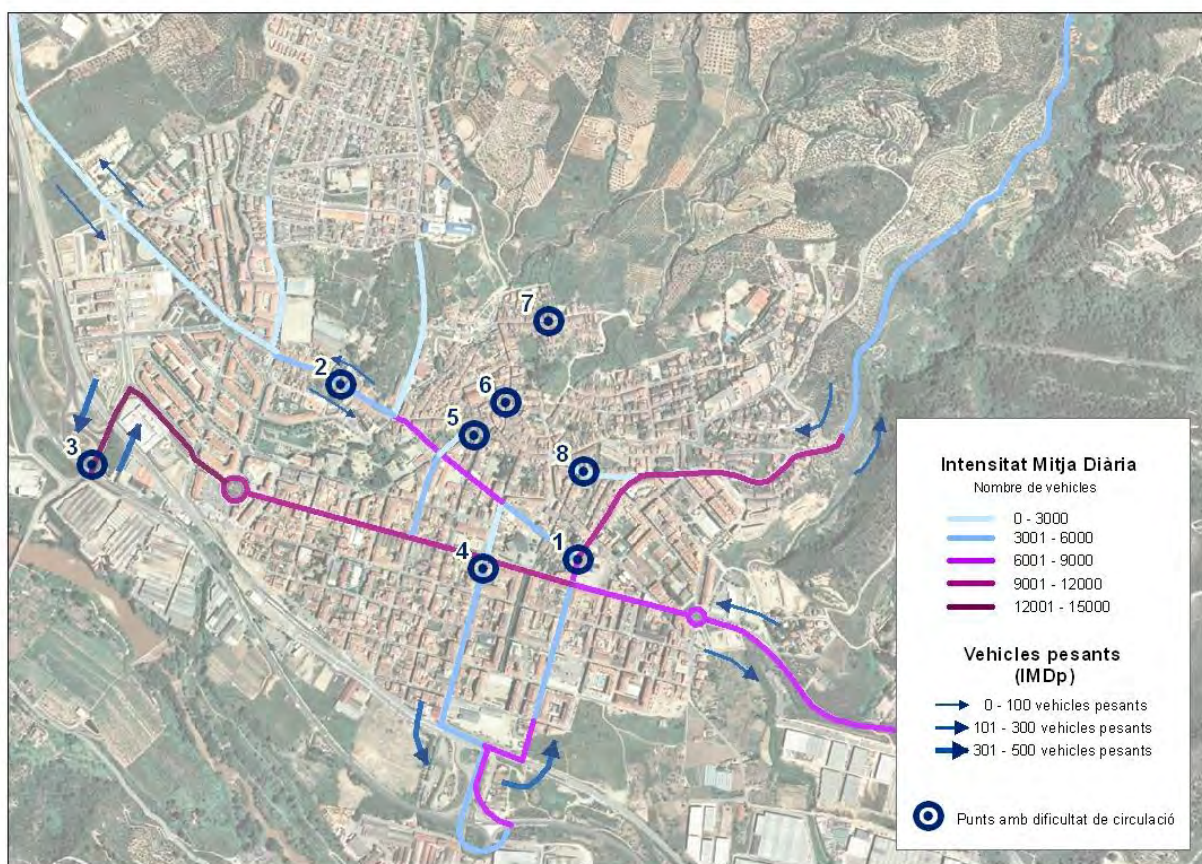 7
2
6
5
3
8
1
4
Intensitat Mitja Diària
Nombre de vehicles
0 - 3000
3001 - 6000
6001 - 9000
9001 - 12000
12001 - 15000
Vehicles pesants
(IMDp)
0 - 100 vehicles pesants
101 - 300 vehicles pesants
301 - 500 vehicles pesants
Punts amb dificultat de circulació